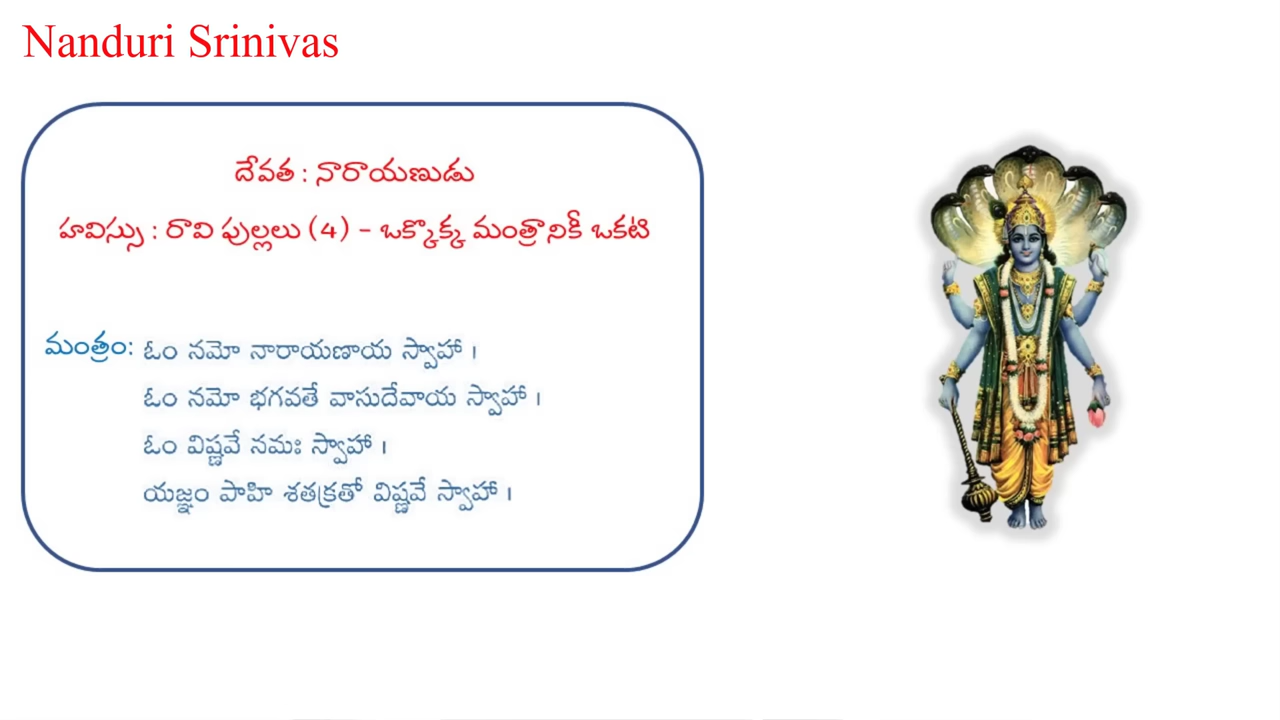 Nanduri Srinivas
దేవత : నారాయణుడు
హవిస్సు : రావి పుల్లలు (4) - ఒక్కొక్క మంత్రానికీ ఒకటి
మంత్రం: ఓం నమో నారాయణాయ స్వాహా ।
ఓం నమో భగవతే వాసుదేవాయ స్వాహా ।
ఓం విష్ణవే నమః స్వాహా ।
యజ్ఞం పాహి శతక్రతో విష్ణవే స్వాహా ।